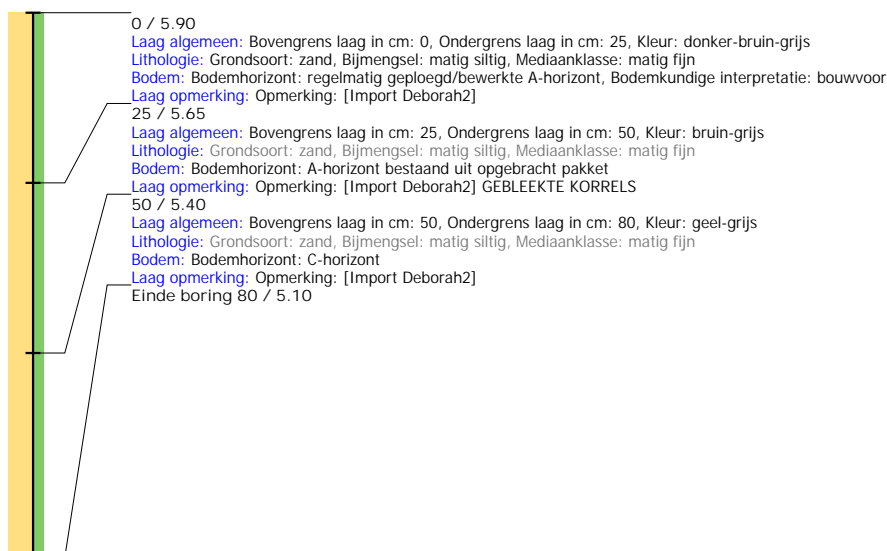 0 / 5.90
Laag algemeen: Bovengrens laag in cm: 0, Ondergrens laag in cm: 25, Kleur: donker-bruin-grijs
Lithologie: Grondsoort: zand, Bijmengsel: matig siltig, Mediaanklasse: matig fijn
Bodem: Bodemhorizont: regelmatig geploegd/bewerkte A-horizont, Bodemkundige interpretatie: bouwvoor
Laag opmerking: Opmerking: [Import Deborah2]
25 / 5.65
Laag algemeen: Bovengrens laag in cm: 25, Ondergrens laag in cm: 50, Kleur: bruin-grijs
Lithologie: Grondsoort: zand, Bijmengsel: matig siltig, Mediaanklasse: matig fijn
Bodem: Bodemhorizont: A-horizont bestaand uit opgebracht pakket
Laag opmerking: Opmerking: [Import Deborah2] GEBLEEKTE KORRELS
50 / 5.40
Laag algemeen: Bovengrens laag in cm: 50, Ondergrens laag in cm: 80, Kleur: geel-grijs
Lithologie: Grondsoort: zand, Bijmengsel: matig siltig, Mediaanklasse: matig fijn
Bodem: Bodemhorizont: C-horizont
Laag opmerking: Opmerking: [Import Deborah2]
Einde boring 80 / 5.10